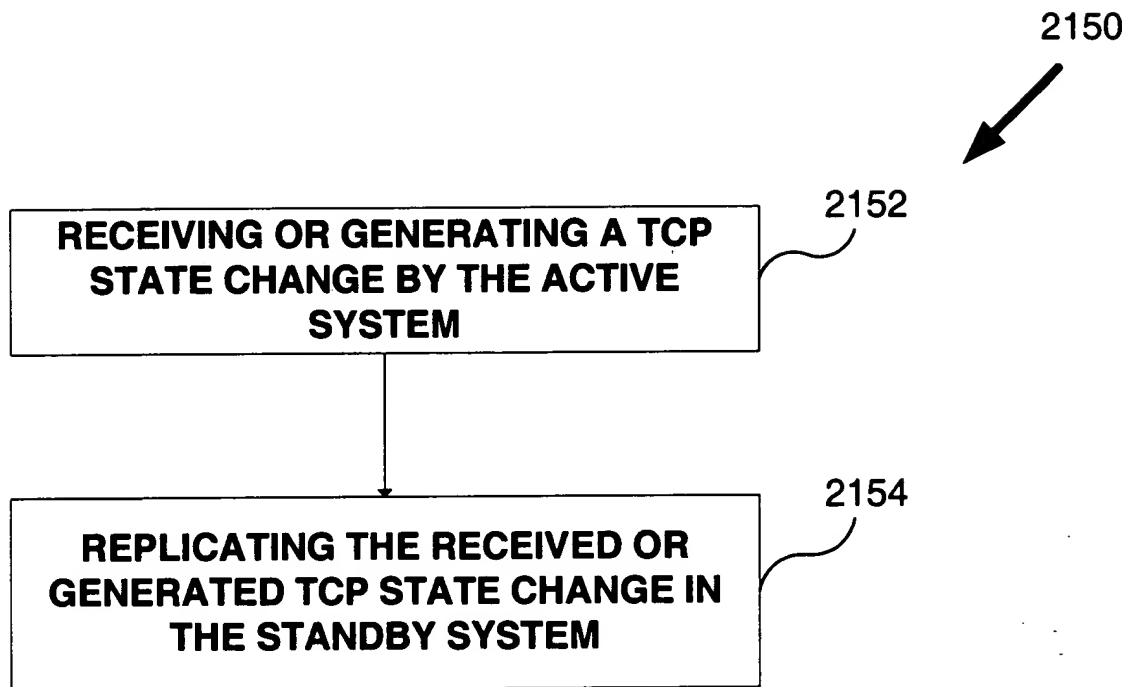 2150
2152
RECEIVING OR GENERATING A TCP
STATE CHANGE BY THE ACTIVE
SYSTEM
2154
REPLICATING THE RECEIVED OR
GENERATED TCP STATE CHANGE IN
THE STANDBY SYSTEM